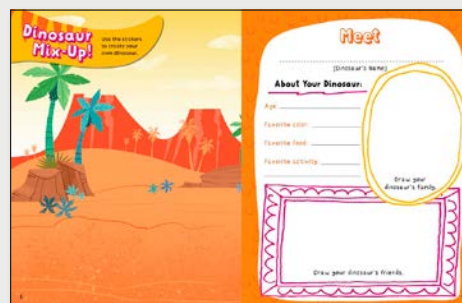 Dinosaur
Mix-Up!
Use the stickers
to create your
own dinosaur.
Meet
(Dinosaur's Name)
About Your Dinosaur:
Age:
Favorite color:
Favorite food:
Favorite activity:
Draw your
dinosaur's family.
Draw your dinosaur's friends.